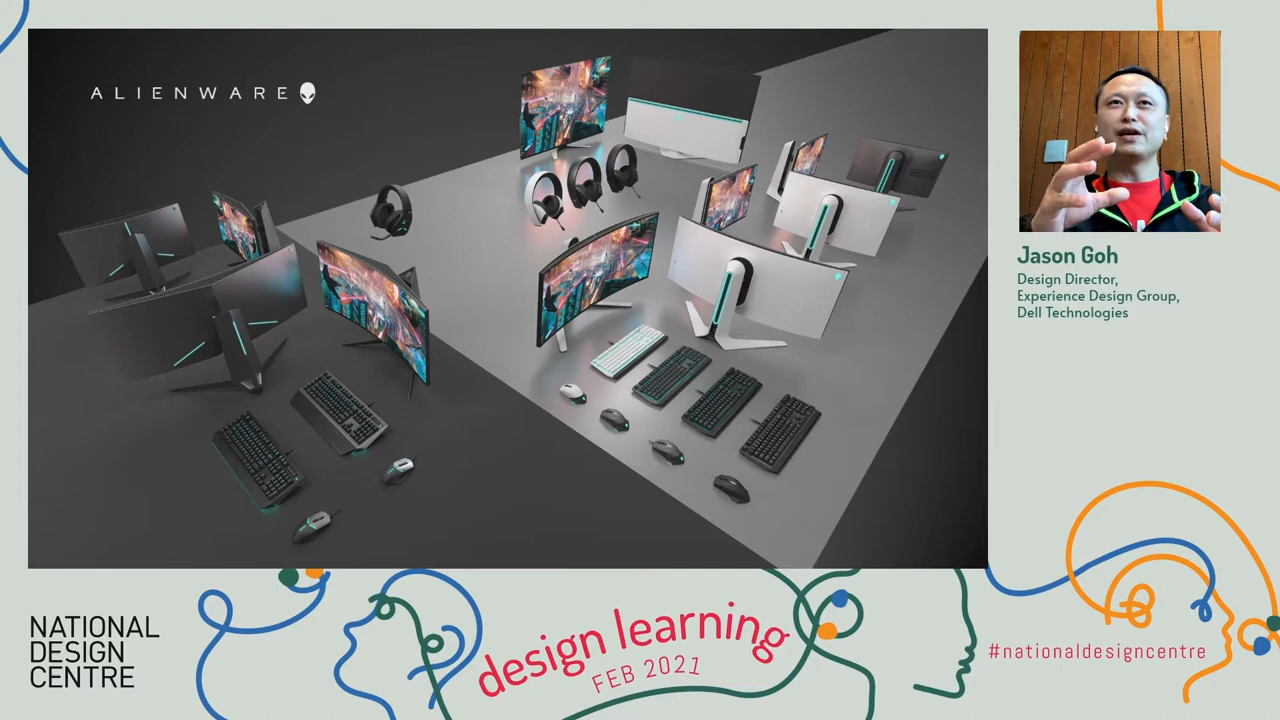 ALIENWARE
Jason Goh
Design Director,
Experience Design Group,
Dell Technologies
NATIONAL
DESIGN
CENTRE
design learning
FEB 2021
#nationaldesigncentre